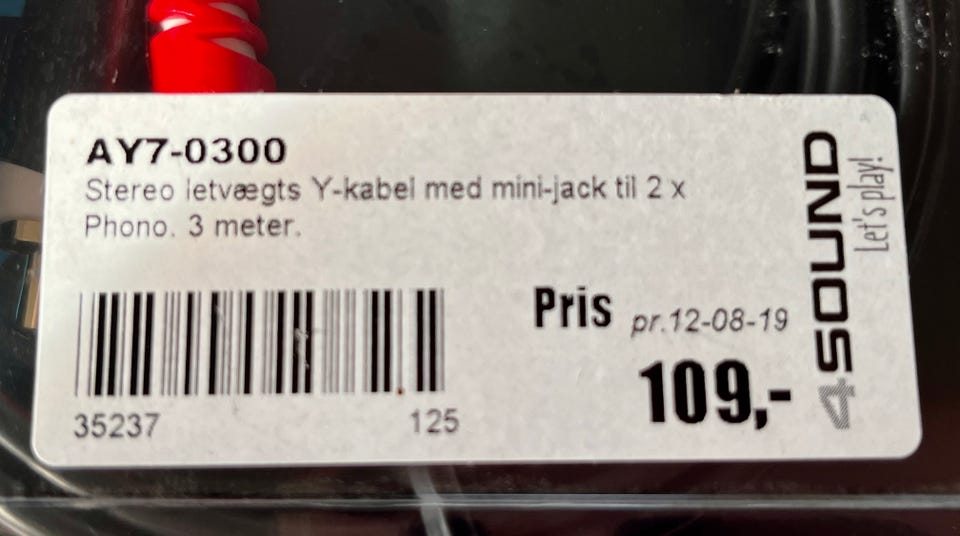 AY7-0300
Stereo letvægts Y-kabel med mini-jack til 2 x
Phono. 3 meter.
Pris pr.12-08-19
109,-
35237 125
4SOUND
Let's play!